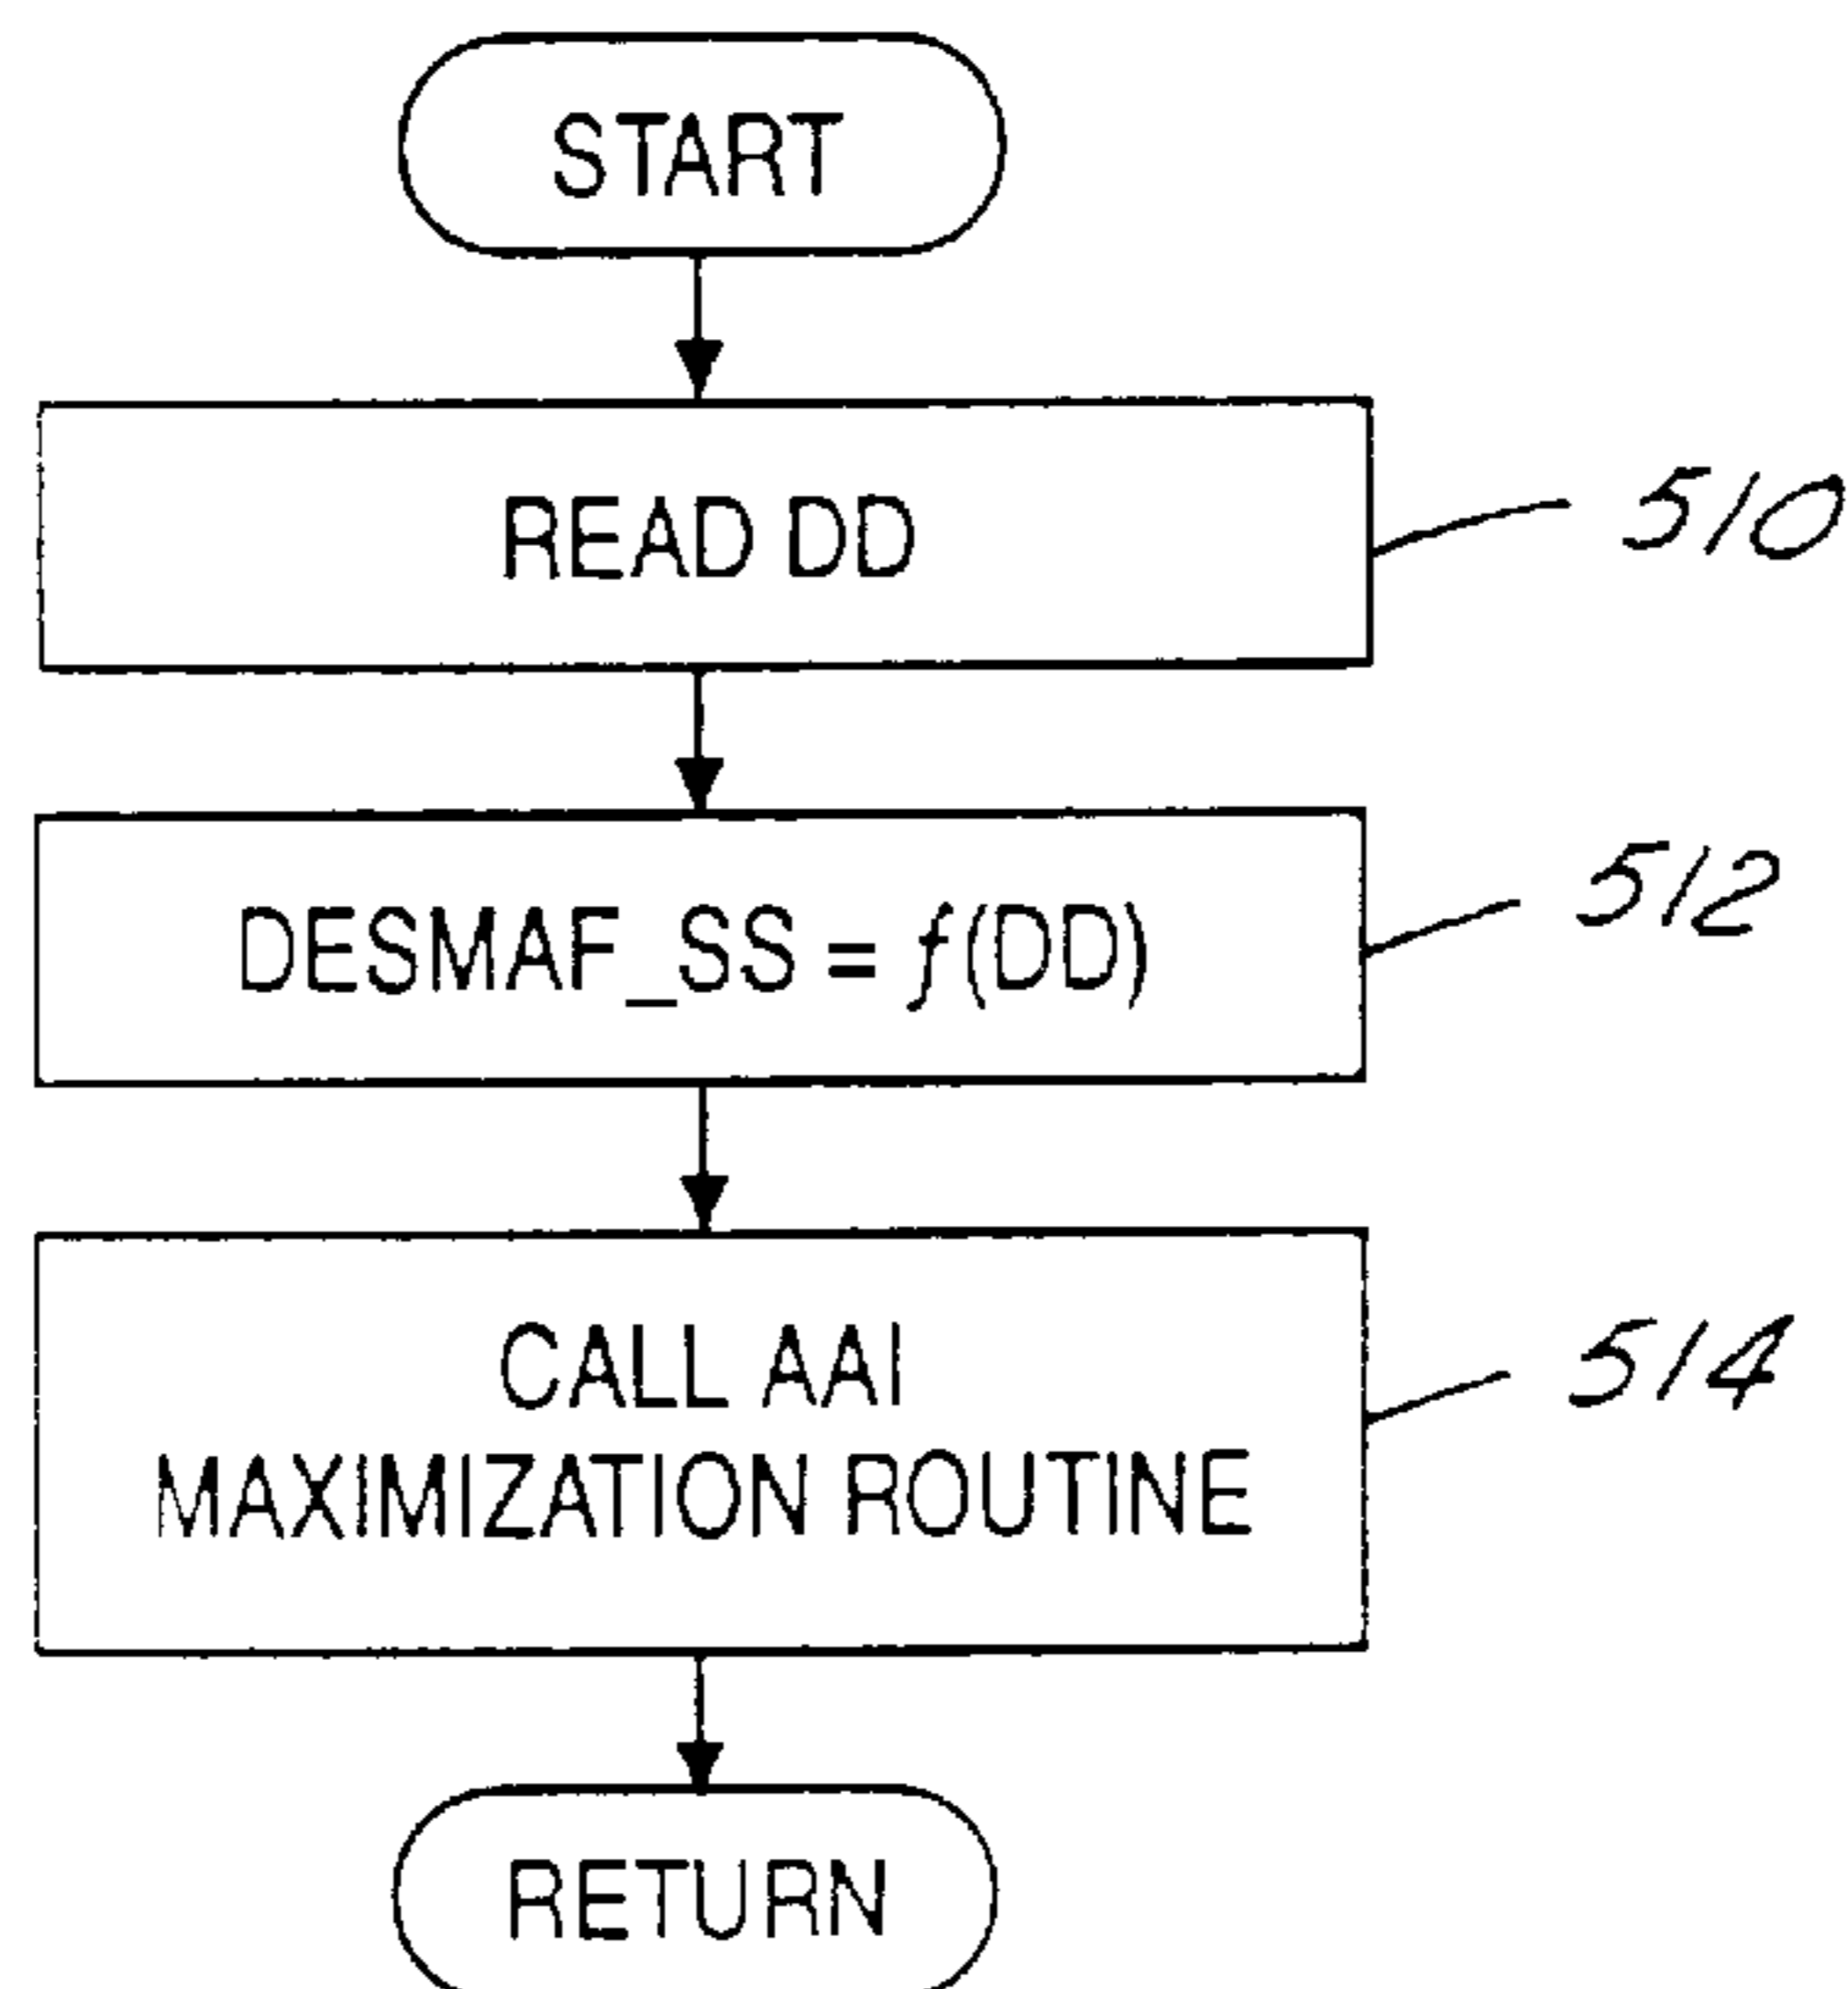 START
READ DD
510
DESMAF_SS = f(DD)
512
CALL AAI
MAXIMIZATION ROUTINE
514
RETURN